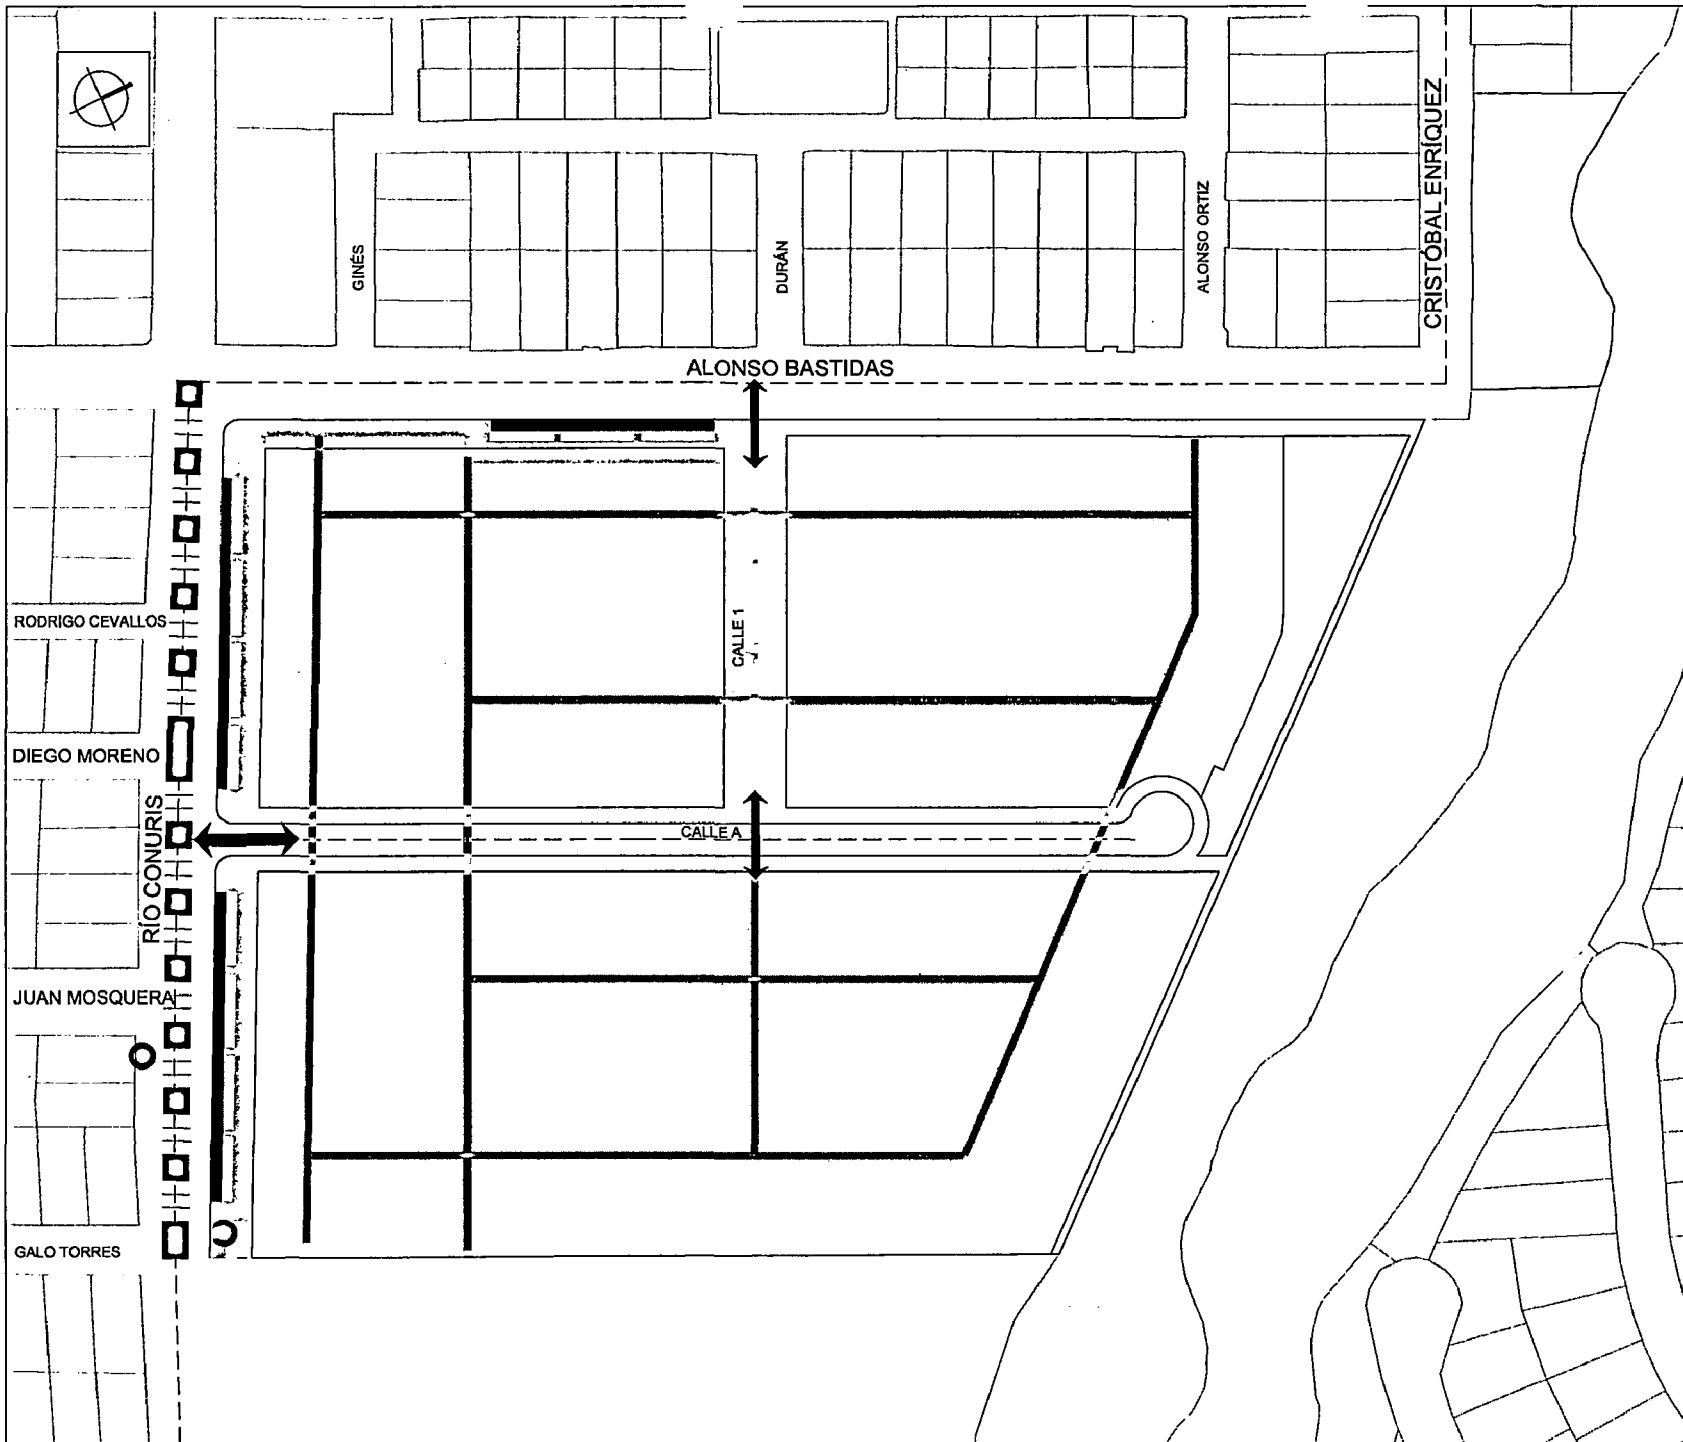 CRISTÓBAL ENRÍQUEZ
ALONSO ORTIZ
GINÉS
DURÁN
ALONSO BASTIDAS
RODRIGO CEVALLOS
CALLE 1
DIEGO MORENO
RÍO CONURIS
CALLE A
JUAN MOSQUERA
GALO TORRES